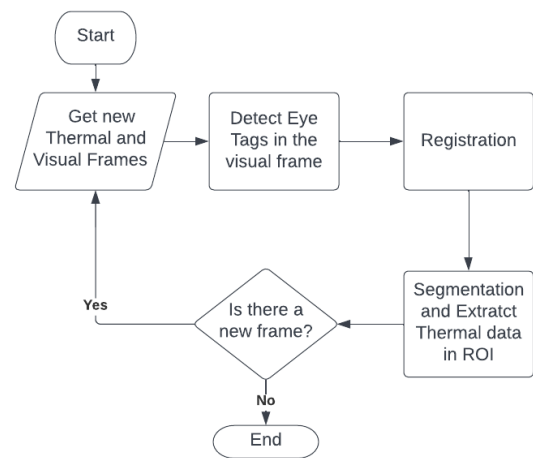 Start
Get new
Thermal and
Visual Frames
Detect Eye
Tags in the
visual frame
Registration
Segmentation
and Extratct
Thermal data
in ROI
Is there a
new frame?
Yes
No
End